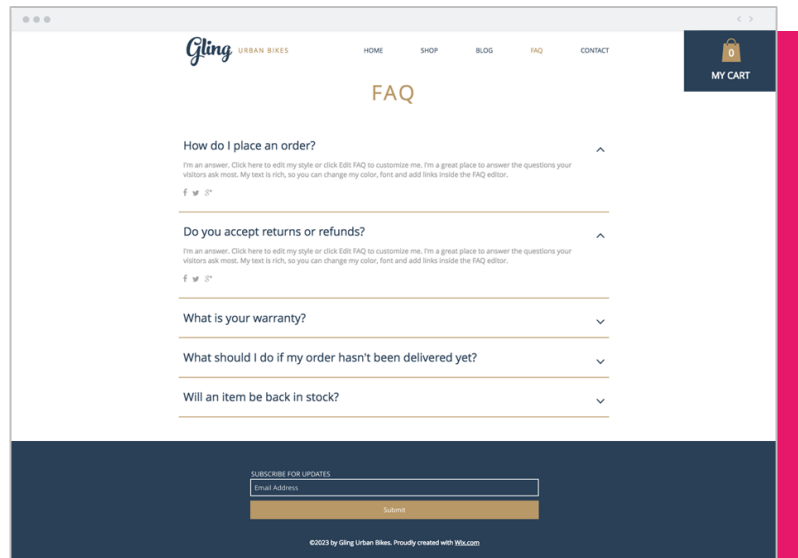 Gling URBAN BIKES
HOME SHOP BLOG FAQ CONTACT
0
MY CART
FAQ
How do I place an order?
I'm an answer. Click here to edit my style or click Edit FAQ to customize me. I'm a great place to answer the questions your
visitors ask most. My text is rich, so you can change my color, font and add links inside the FAQ editor.
Do you accept returns or refunds?
I'm an answer. Click here to edit my style or click Edit FAQ to customize me. I'm a great place to answer the questions your
visitors ask most. My text is rich, so you can change my color, font and add links inside the FAQ editor.
What is your warranty?
What should I do if my order hasn't been delivered yet?
Will an item be back in stock?
SUBSCRIBE FOR UPDATES
Email Address
Submit
©2023 by Gling Urban Bikes. Proudly created with Wix.com